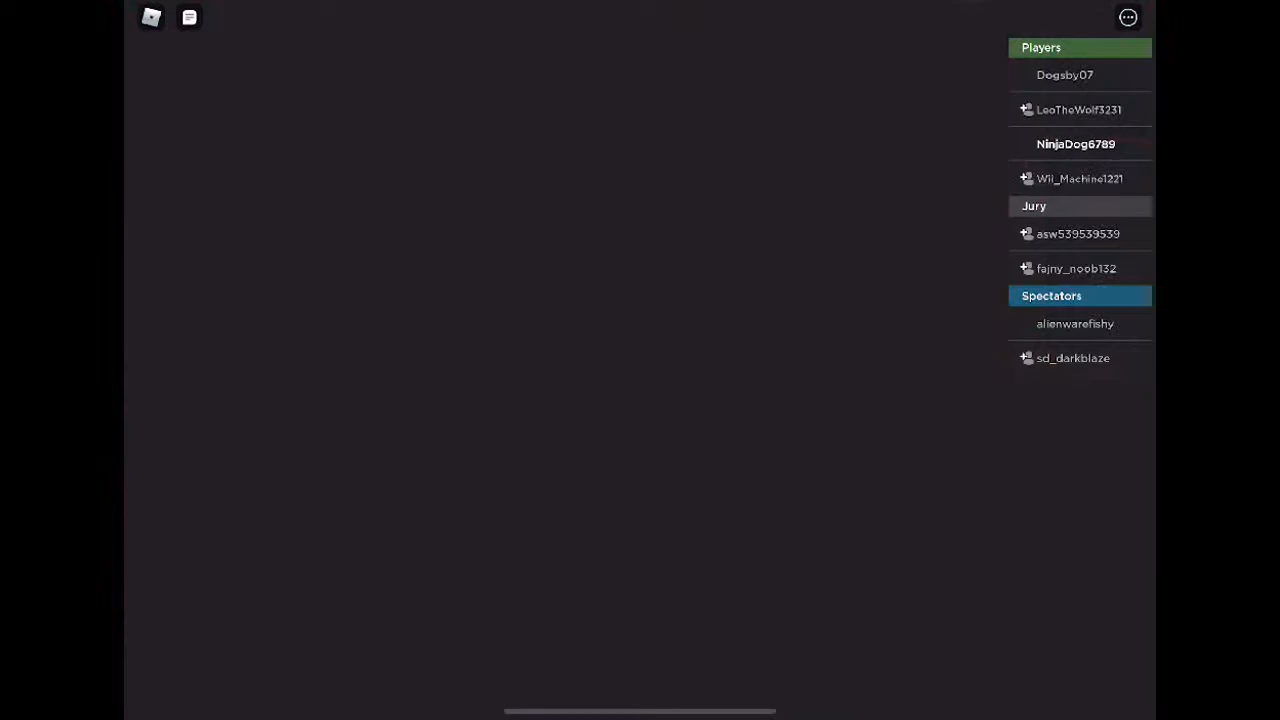 Players
Dogsby07
LeoTheWolf3231
NinjaDog6789
Wii_Machine1221
Jury
asw539539539
fajny_noob132
Spectators
alienwarefishy
sd_darkblaze